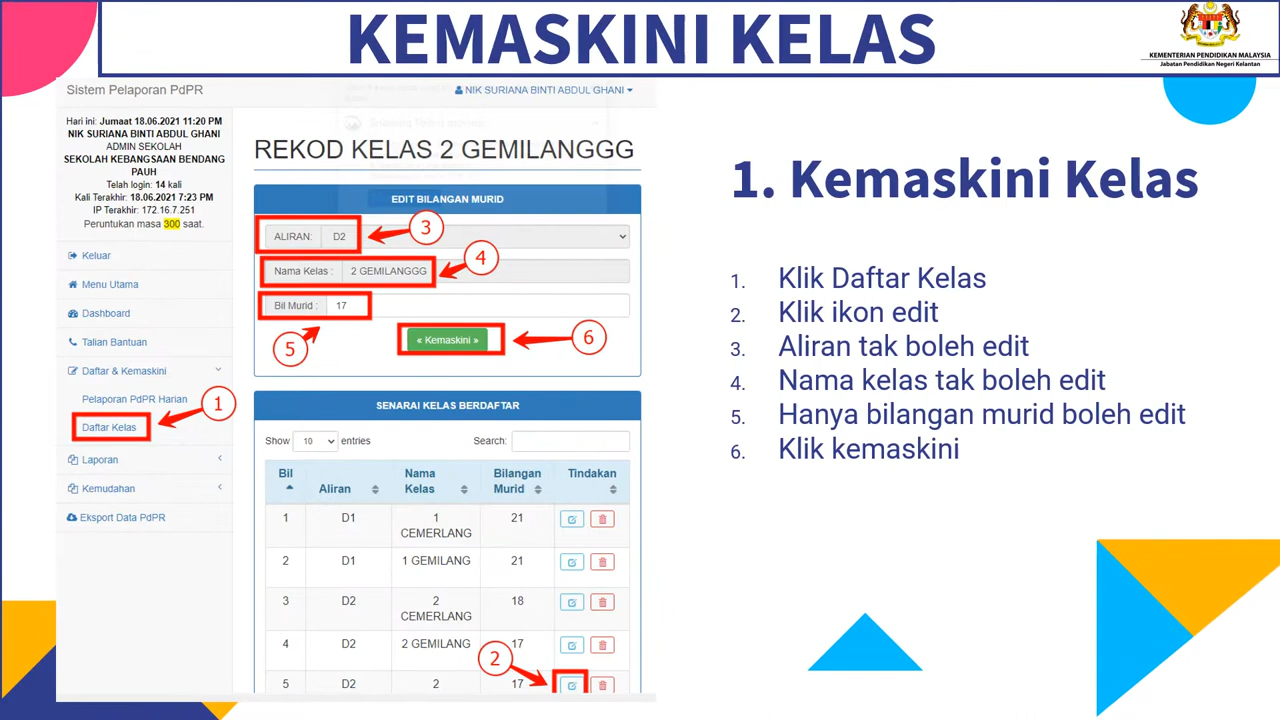 KEMASKINI KELAS
KEMENTERIAN PENDIDIKAN MALAYSIA
Jabatan Pendidikan Negeri Kelantan
Sistem Pelaporan PdPR
NIK SURIANA BINTI ABDUL GHANI
Hari ini: Jumaat 18.06.2021 11:20 PM
NIK SURIANA BINTI ABDUL GHANI
ADMIN SEKOLAH
SEKOLAH KEBANGSAAN BENDANG
PAUH
Telah login: 14 kali
Kali Terakhir: 18.06.2021 7:23 PM
IP Terakhir: 172.16.7.251
Peruntukan masa 300 saat.
Keluar
Menu Utama
Dashboard
Talian Bantuan
Daftar & Kemaskini
Pelaporan PdPR Harian
Daftar Kelas
1
Laporan
Kemudahan
Eksport Data PdPR
REKOD KELAS 2 GEMILANGGG
EDIT BILANGAN MURID
ALIRAN: D2
3
Nama Kelas : 2 GEMILANGGG
4
Bil Murid : 17
5
« Kemaskini »
6
SENARAI KELAS BERDAFTAR
Show 10 entries Search:
Bil Aliran Nama Kelas Bilangan Murid Tindakan
1 D1 1 CEMERLANG 21
2 D1 1 GEMILANG 21
3 D2 2 CEMERLANG 18
4 D2 2 GEMILANG 17
2
5 D2 2 17
1. Kemaskini Kelas
1. Klik Daftar Kelas
2. Klik ikon edit
3. Aliran tak boleh edit
4. Nama kelas tak boleh edit
5. Hanya bilangan murid boleh edit
6. Klik kemaskini